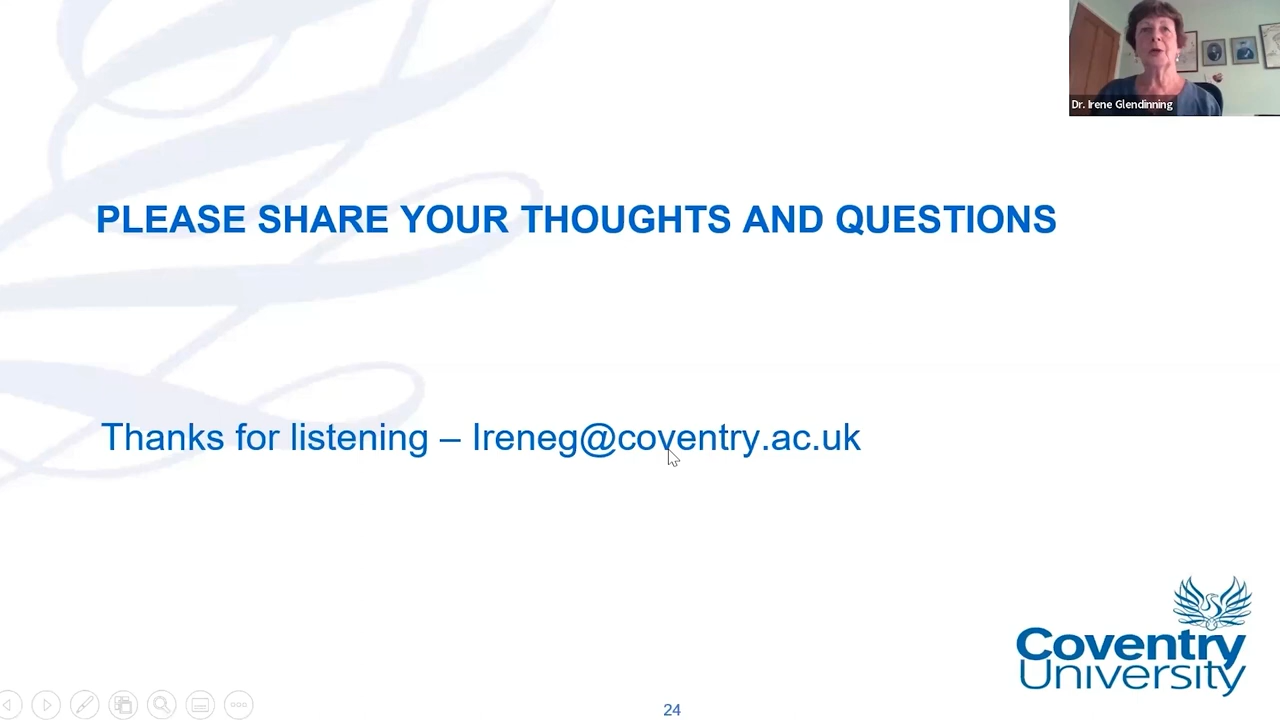 Dr. Irene Glendinning
PLEASE SHARE YOUR THOUGHTS AND QUESTIONS
Thanks for listening – Ireneg@coventry.ac.uk
Coventry
University
24